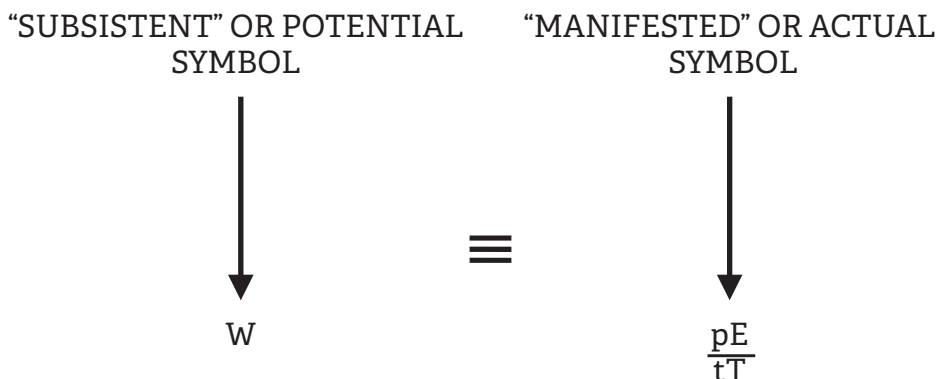 “SUBSISTENT” OR POTENTIAL
SYMBOL
“MANIFESTED” OR ACTUAL
SYMBOL
≡
W
pE
tT